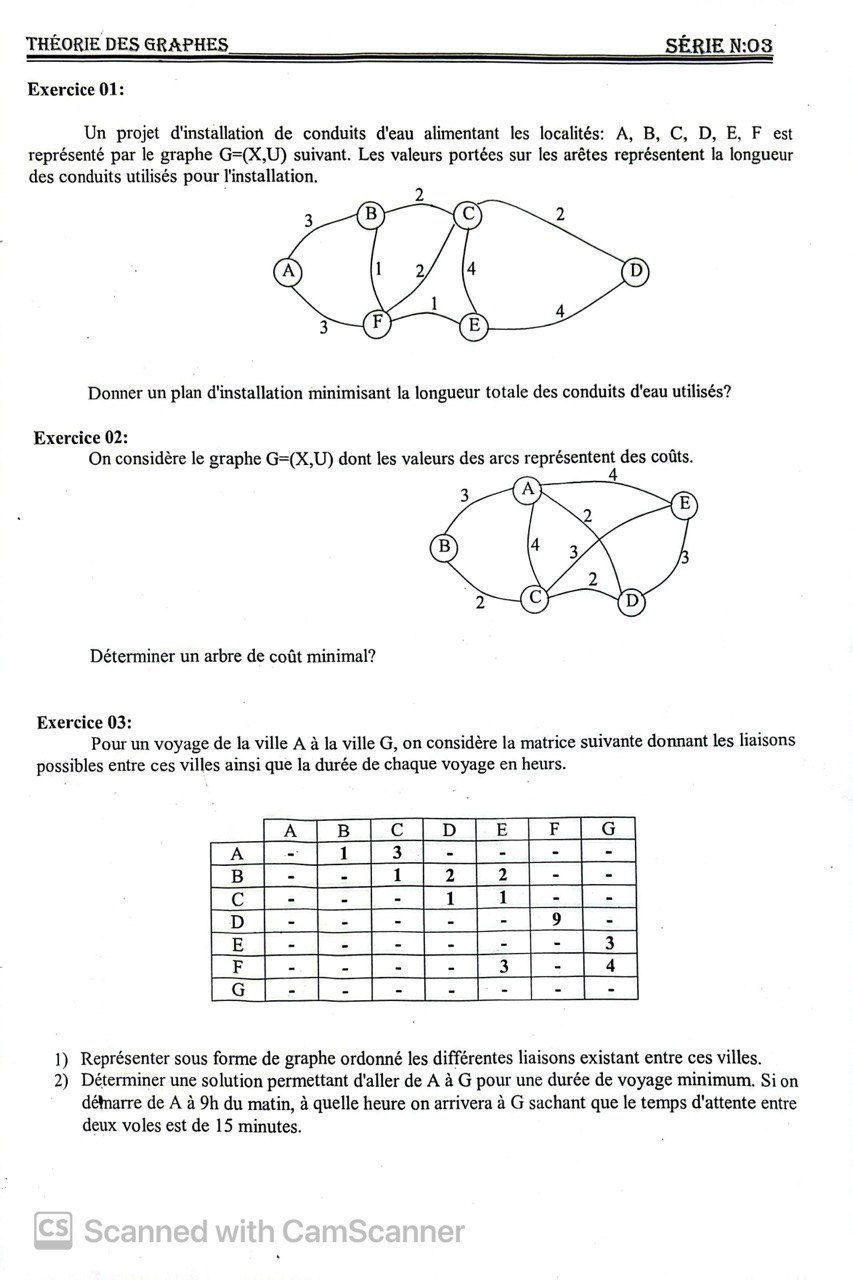 THÉORIE DES GRAPHES SÉRIE N:03
Exercice 01:
Un projet d'installation de conduits d'eau alimentant les localités: A, B, C, D, E, F est
représenté par le graphe G=(X,U) suivant. Les valeurs portées sur les arêtes représentent la longueur
des conduits utilisés pour l'installation.
2
3 B C 2
A 1 2 4 D
3 F 1 E 4
Donner un plan d'installation minimisant la longueur totale des conduits d'eau utilisés?
Exercice 02:
On considère le graphe G=(X,U) dont les valeurs des arcs représentent des coûts.
4
3 A E
2
B 4 3 3
2 C 2 D
Déterminer un arbre de coût minimal?
Exercice 03:
Pour un voyage de la ville A à la ville G, on considère la matrice suivante donnant les liaisons
possibles entre ces villes ainsi que la durée de chaque voyage en heurs.
A B C D E F G
A - 1 3 - - - -
B - - 1 2 2 - -
C - - - 1 1 - -
D - - - - - 9 -
E - - - - - - 3
F - - - - 3 - 4
G - - - - - - -
1) Représenter sous forme de graphe ordonné les différentes liaisons existant entre ces villes.
2) Déterminer une solution permettant d'aller de A à G pour une durée de voyage minimum. Si on
démarre de A à 9h du matin, à quelle heure on arrivera à G sachant que le temps d'attente entre
deux voles est de 15 minutes.
CS Scanned with CamScanner